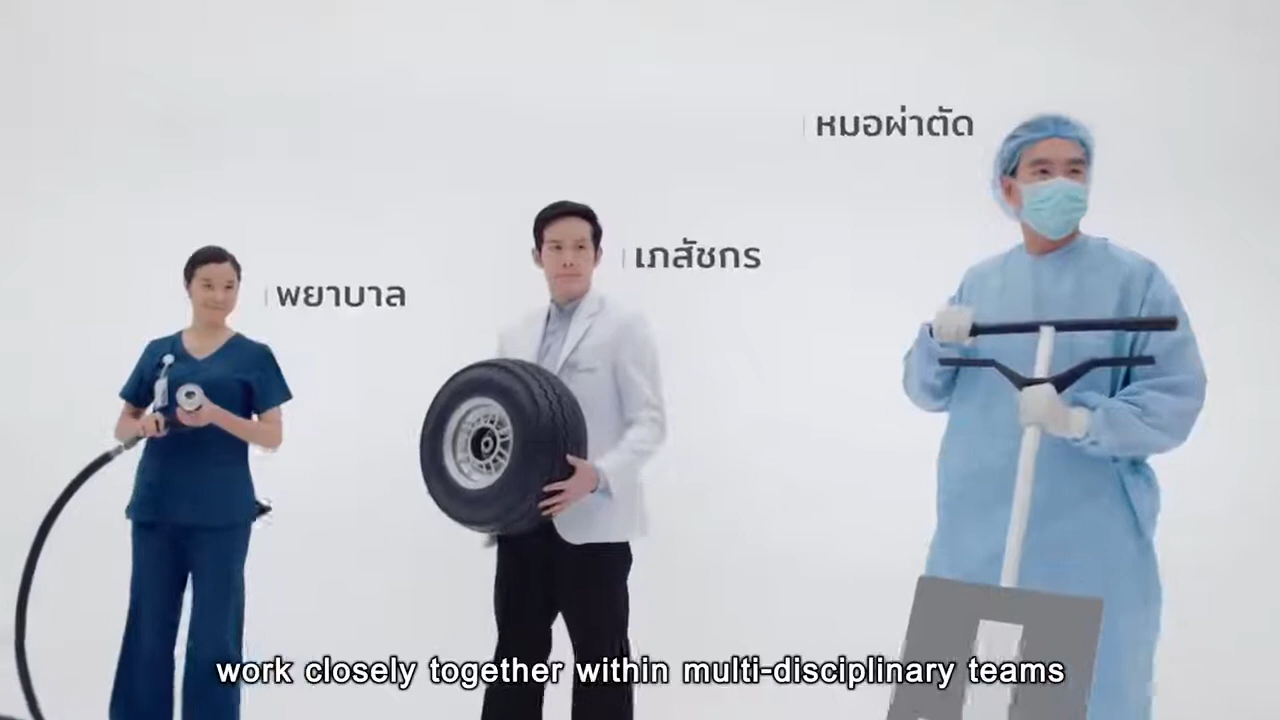 หมอผ่าตัด
เภสัชกร
พยาบาล
work closely together within multi-disciplinary teams